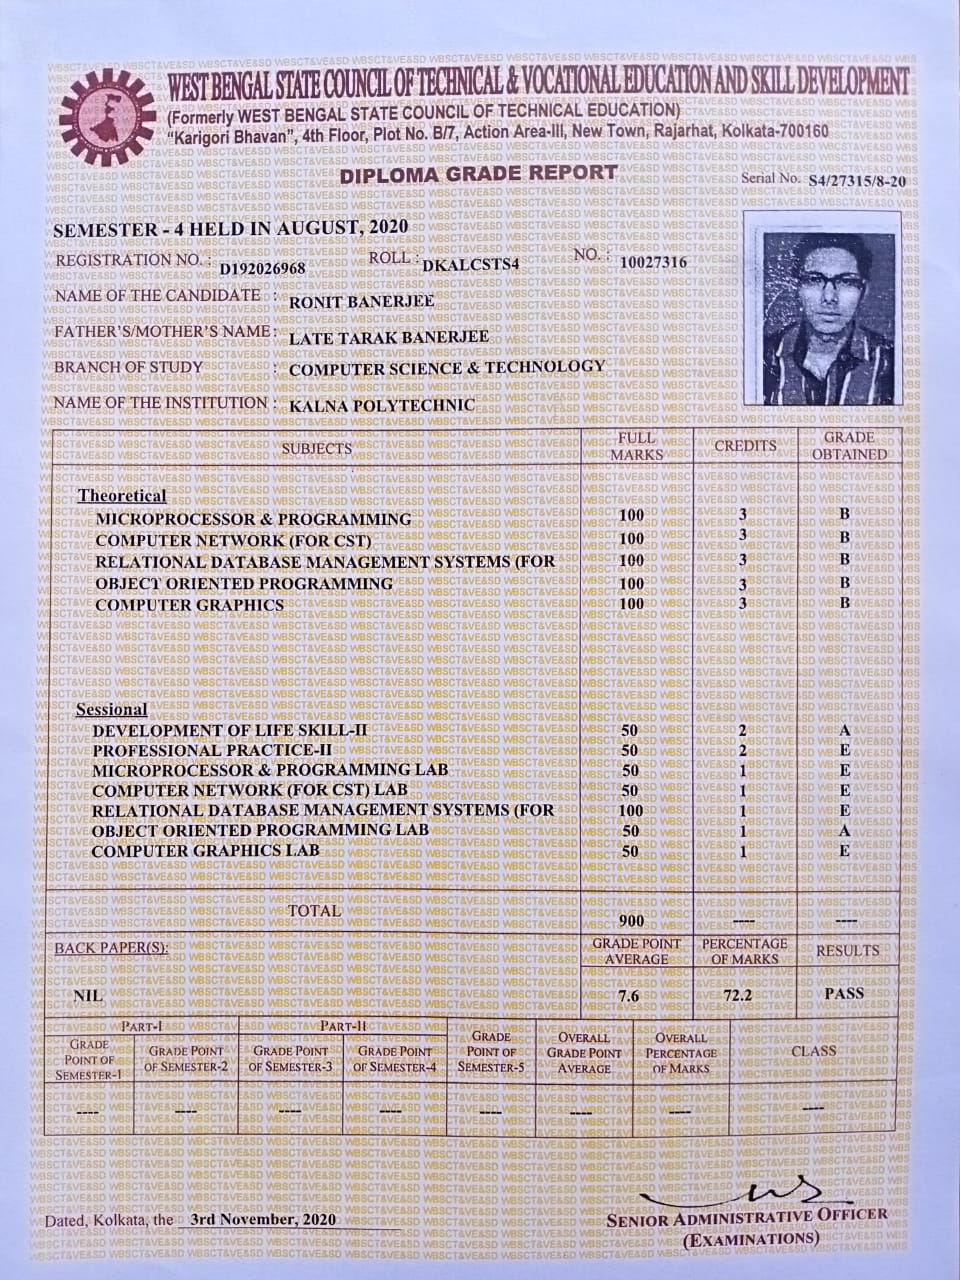 WEST BENGAL STATE COUNCIL OF TECHNICAL & VOCATIONAL EDUCATION AND SKILL DEVELOPMENT
(Formerly WEST BENGAL STATE COUNCIL OF TECHNICAL EDUCATION)
"Karigori Bhavan", 4th Floor, Plot No. B/7, Action Area-III, New Town, Rajarhat, Kolkata-700160
DIPLOMA GRADE REPORT
Serial No. S4/27315/8-20
SEMESTER - 4 HELD IN AUGUST, 2020
REGISTRATION NO. : D192026968 ROLL : DKALCSTS4 NO. : 10027316
NAME OF THE CANDIDATE : RONIT BANERJEE
FATHER'S/MOTHER'S NAME : LATE TARAK BANERJEE
BRANCH OF STUDY : COMPUTER SCIENCE & TECHNOLOGY
NAME OF THE INSTITUTION : KALNA POLYTECHNIC
SUBJECTS FULL MARKS CREDITS GRADE OBTAINED
Theoretical
MICROPROCESSOR & PROGRAMMING 100 3 B
COMPUTER NETWORK (FOR CST) 100 3 B
RELATIONAL DATABASE MANAGEMENT SYSTEMS (FOR 100 3 B
OBJECT ORIENTED PROGRAMMING 100 3 B
COMPUTER GRAPHICS 100 3 B
Sessional
DEVELOPMENT OF LIFE SKILL-II 50 2 A
PROFESSIONAL PRACTICE-II 50 2 E
MICROPROCESSOR & PROGRAMMING LAB 50 1 E
COMPUTER NETWORK (FOR CST) LAB 50 1 E
RELATIONAL DATABASE MANAGEMENT SYSTEMS (FOR 100 1 E
OBJECT ORIENTED PROGRAMMING LAB 50 1 A
COMPUTER GRAPHICS LAB 50 1 E
TOTAL 900 ---- ----
BACK PAPER(S): GRADE POINT AVERAGE PERCENTAGE OF MARKS RESULTS
NIL 7.6 72.2 PASS
PART-I PART-II
GRADE POINT OF SEMESTER-1 GRADE POINT OF SEMESTER-2 GRADE POINT OF SEMESTER-3 GRADE POINT OF SEMESTER-4 GRADE POINT OF SEMESTER-5 OVERALL GRADE POINT AVERAGE OVERALL PERCENTAGE OF MARKS CLASS
---- ---- ---- ---- ---- ---- ---- ----
Dated, Kolkata, the 3rd November, 2020
SENIOR ADMINISTRATIVE OFFICER
(EXAMINATIONS)